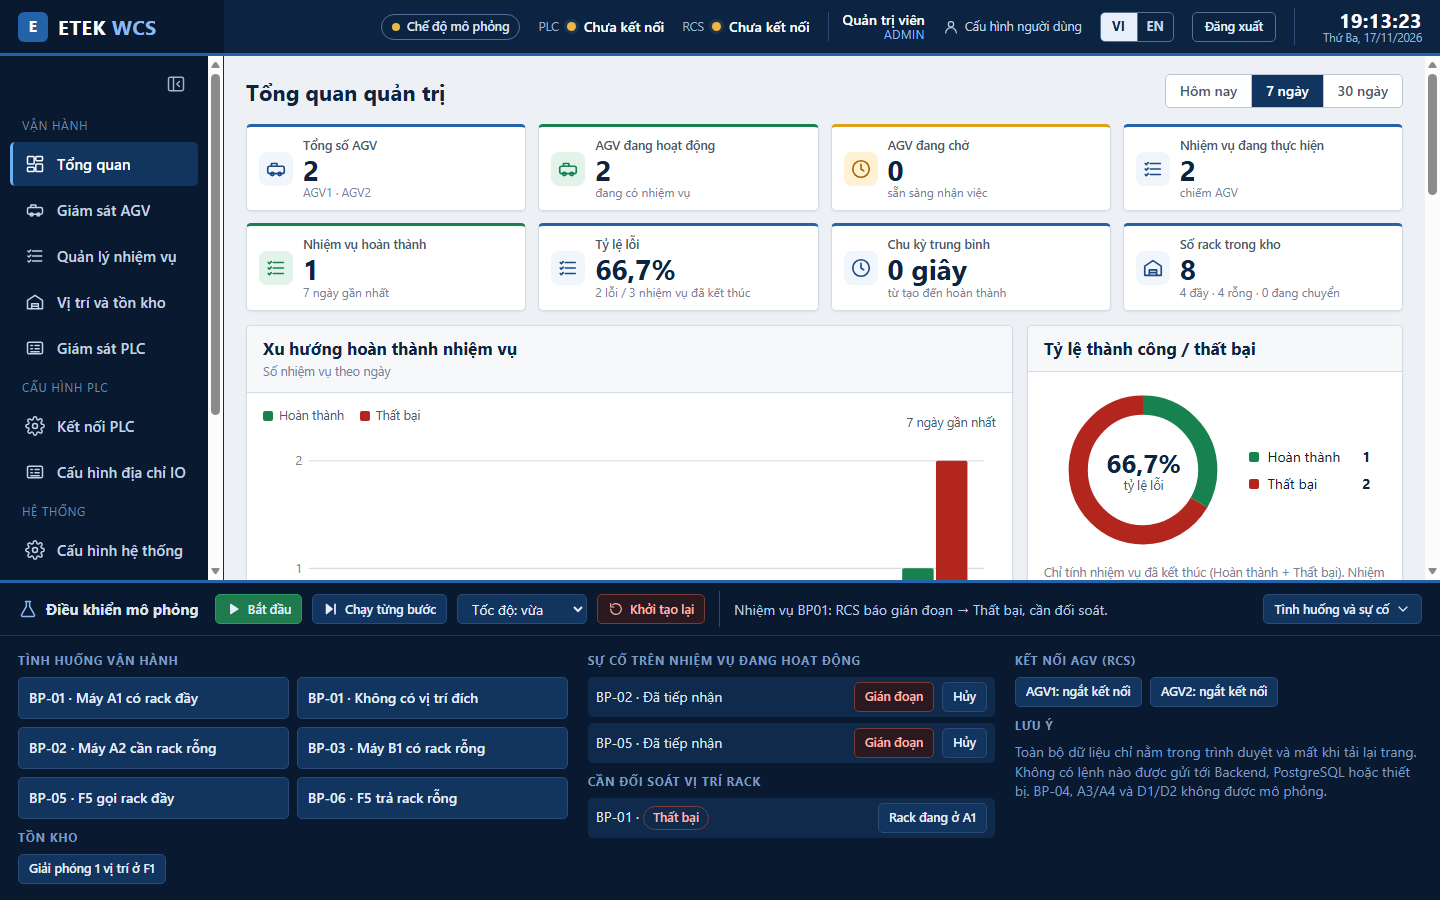 E ETEK WCS
Chế độ mô phỏng
PLC Chưa kết nối
RCS Chưa kết nối
Quản trị viên
ADMIN
Cấu hình người dùng
VI EN
Đăng xuất
19:13:23
Thứ Ba, 17/11/2026
VẬN HÀNH
Tổng quan
Giám sát AGV
Quản lý nhiệm vụ
Vị trí và tồn kho
Giám sát PLC
CẤU HÌNH PLC
Kết nối PLC
Cấu hình địa chỉ IO
HỆ THỐNG
Cấu hình hệ thống
Tổng quan quản trị
Hôm nay 7 ngày 30 ngày
Tổng số AGV
2
AGV1 · AGV2
AGV đang hoạt động
2
đang có nhiệm vụ
AGV đang chờ
0
sẵn sàng nhận việc
Nhiệm vụ đang thực hiện
2
chiếm AGV
Nhiệm vụ hoàn thành
1
7 ngày gần nhất
Tỷ lệ lỗi
66,7%
2 lỗi / 3 nhiệm vụ đã kết thúc
Chu kỳ trung bình
0 giây
từ tạo đến hoàn thành
Số rack trong kho
8
4 đầy · 4 rỗng · 0 đang chuyển
Xu hướng hoàn thành nhiệm vụ
Số nhiệm vụ theo ngày
Hoàn thành Thất bại
7 ngày gần nhất
2
1
Tỷ lệ thành công / thất bại
66,7%
tỷ lệ lỗi
Hoàn thành 1
Thất bại 2
Chỉ tính nhiệm vụ đã kết thúc (Hoàn thành + Thất bại). Nhiệm
Điều khiển mô phỏng
Bắt đầu
Chạy từng bước
Tốc độ: vừa
Khởi tạo lại
Nhiệm vụ BP01: RCS báo gián đoạn → Thất bại, cần đối soát.
Tình huống và sự cố
TÌNH HUỐNG VẬN HÀNH
BP-01 · Máy A1 có rack đầy
BP-01 · Không có vị trí đích
BP-02 · Máy A2 cần rack rỗng
BP-03 · Máy B1 có rack rỗng
BP-05 · F5 gọi rack đầy
BP-06 · F5 trả rack rỗng
TỒN KHO
Giải phóng 1 vị trí ở F1
SỰ CỐ TRÊN NHIỆM VỤ ĐANG HOẠT ĐỘNG
BP-02 · Đã tiếp nhận Gián đoạn Hủy
BP-05 · Đã tiếp nhận Gián đoạn Hủy
CẦN ĐỐI SOÁT VỊ TRÍ RACK
BP-01 · Thất bại Rack đang ở A1
KẾT NỐI AGV (RCS)
AGV1: ngắt kết nối AGV2: ngắt kết nối
LƯU Ý
Toàn bộ dữ liệu chỉ nằm trong trình duyệt và mất khi tải lại trang.
Không có lệnh nào được gửi tới Backend, PostgreSQL hoặc thiết
bị. BP-04, A3/A4 và D1/D2 không được mô phỏng.